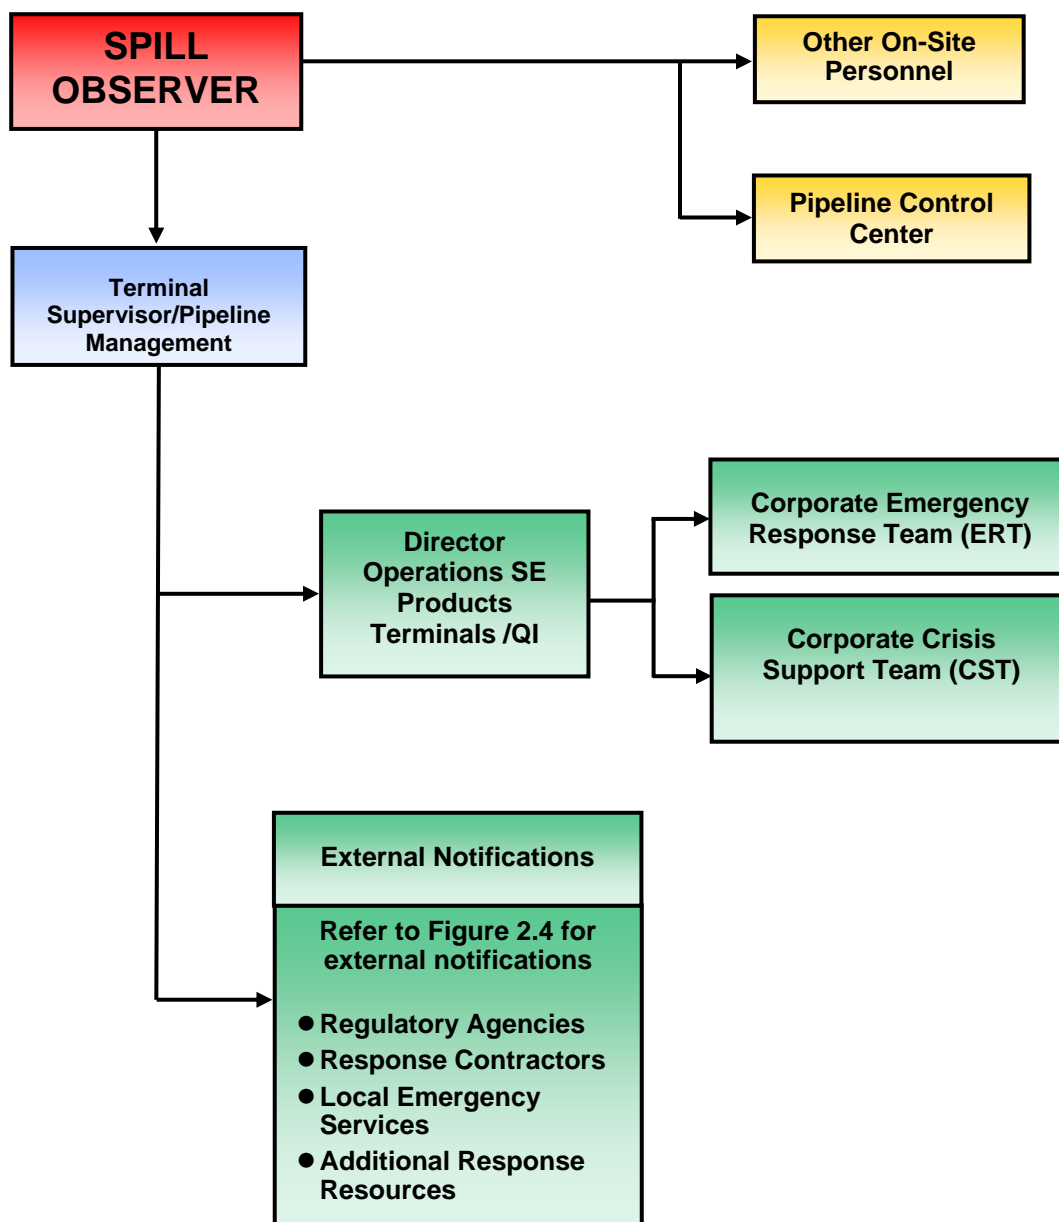 SPILL
OBSERVER
Other On-Site
Personnel
Pipeline Control
Center
Terminal
Supervisor/Pipeline
Management
Corporate Emergency
Response Team (ERT)
Director
Operations SE
Products
Terminals /QI
Corporate Crisis
Support Team (CST)
External Notifications
Refer to Figure 2.4 for
external notifications
● Regulatory Agencies
● Response Contractors
● Local Emergency
Services
● Additional Response
Resources